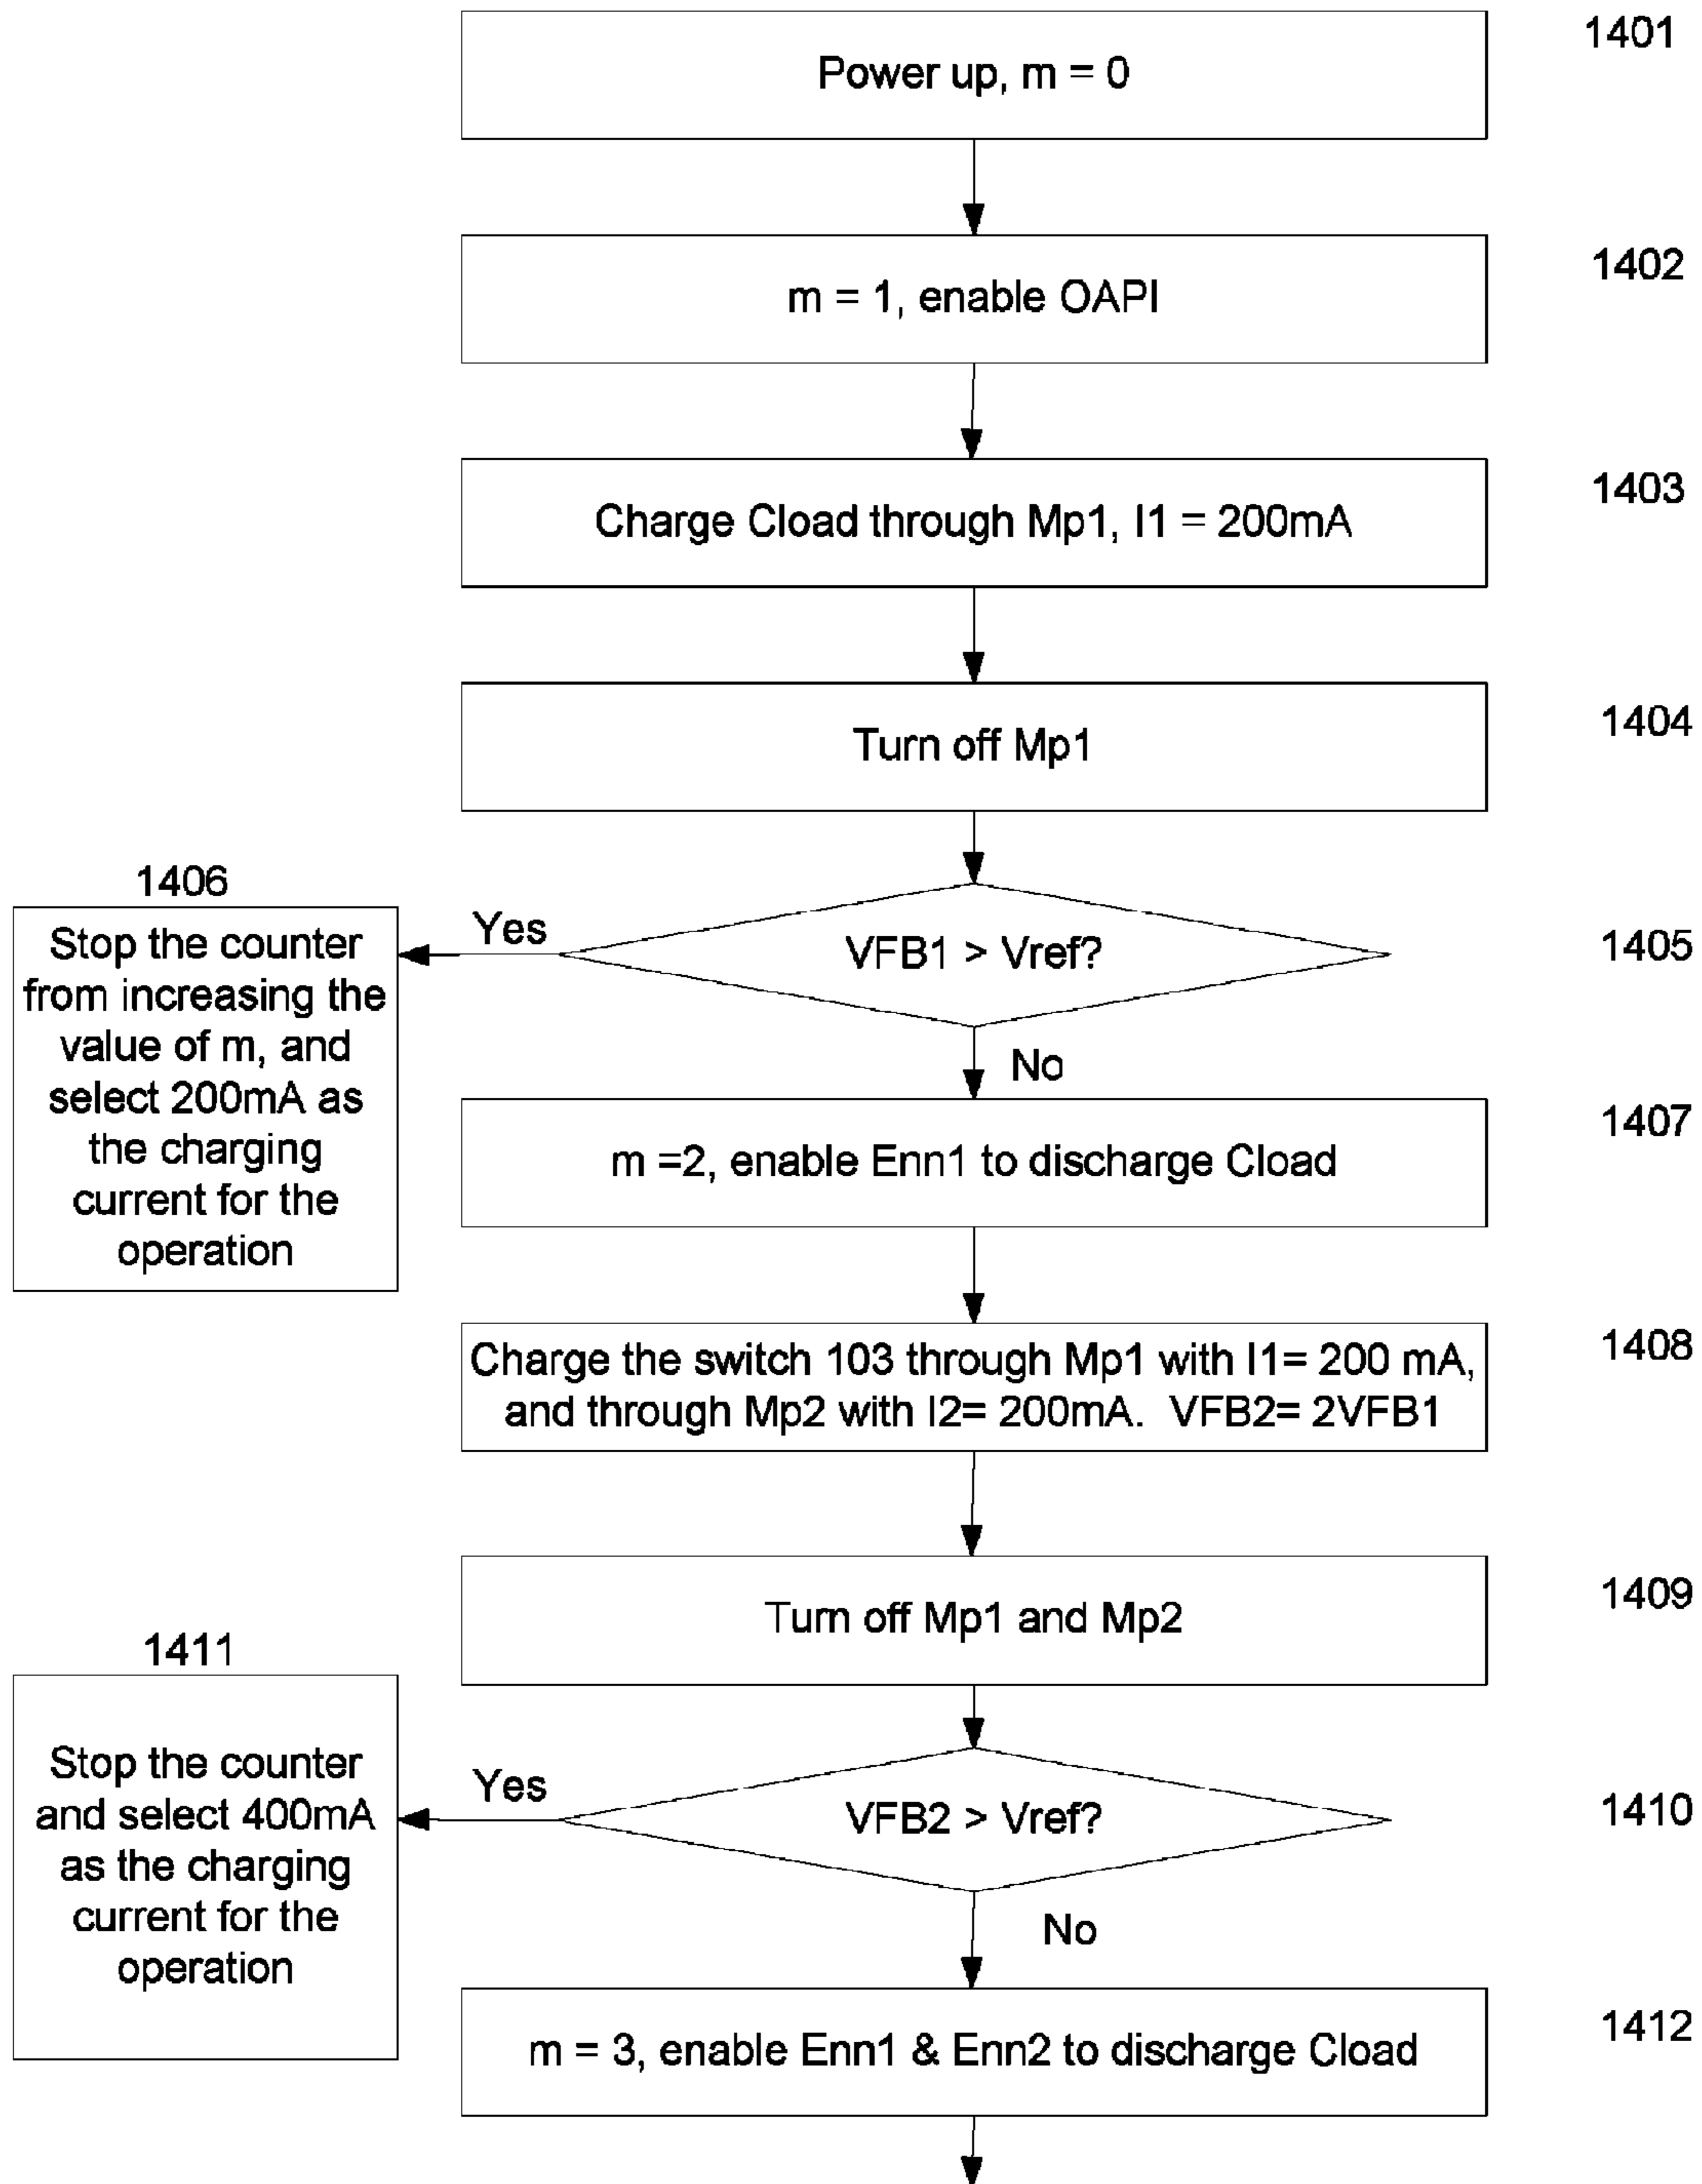 Power up, m = 0
1401
m = 1, enable OAPI
1402
Charge Cload through Mp1, I1 = 200mA
1403
Turn off Mp1
1404
1406
Stop the counter
from increasing the
value of m, and
select 200mA as
the charging
current for the
operation
Yes
VFB1 > Vref?
1405
No
m =2, enable Enn1 to discharge Cload
1407
Charge the switch 103 through Mp1 with I1= 200 mA,
and through Mp2 with I2= 200mA. VFB2= 2VFB1
1408
Turn off Mp1 and Mp2
1409
1411
Stop the counter
and select 400mA
as the charging
current for the
operation
Yes
VFB2 > Vref?
1410
No
m = 3, enable Enn1 & Enn2 to discharge Cload
1412